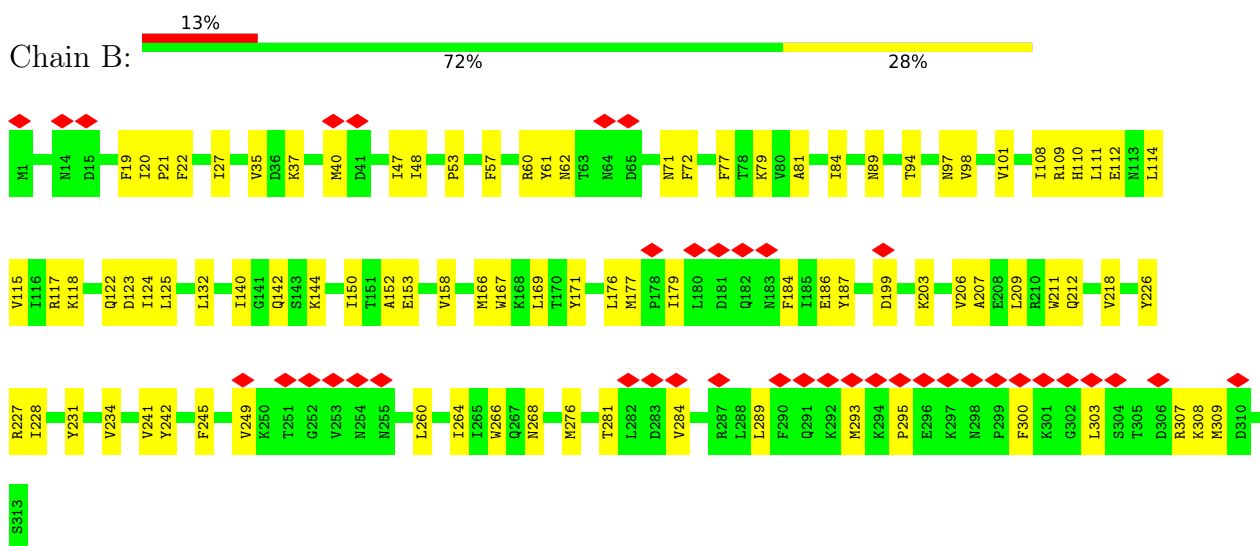 13%
Chain B:
72% 28%
M1 N14 D15 F19 I20 P21 F22 I27 V35 D36 K37 M40 D41 I47 I48 P53 F57 R60 Y61 N62 T63 N64 D65 N71 F72 F77 T78 K79 V80 A81 I84 N89 T94 N97 V98 V101 I108 R109 H110 L111 E112 N113 L114
V115 I116 R117 K118 Q122 D123 I124 L125 L132 I140 G141 Q142 S143 K144 I150 T151 A152 E153 V158 M166 W167 K168 L169 T170 Y171 L176 M177 P178 I179 L180 D181 Q182 N183 F184 I185 E186 Y187 D199 K203 V206 A207 E208 L209 R210 W211 Q212 V218 Y226
R227 I228 Y231 V234 V241 Y242 F245 V249 K250 T251 G252 V253 N254 N255 L260 I264 I265 W266 Q267 N268 M276 T281 L282 D283 V284 R287 L288 L289 F290 Q291 K292 M293 K294 P295 E296 K297 N298 P299 F300 K301 G302 L303 S304 T305 D306 R307 K308 M309 D310
S313